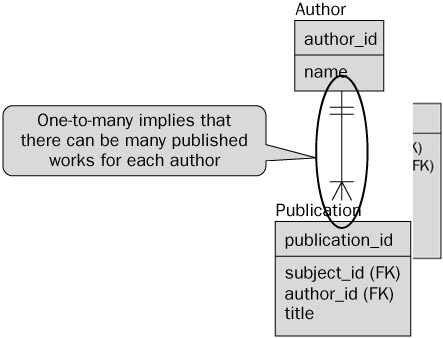 Author
author_id
name
One-to-many implies that
there can be many published
works for each author
Publication
publication_id
subject_id (FK)
author_id (FK)
title
K)
(FK)